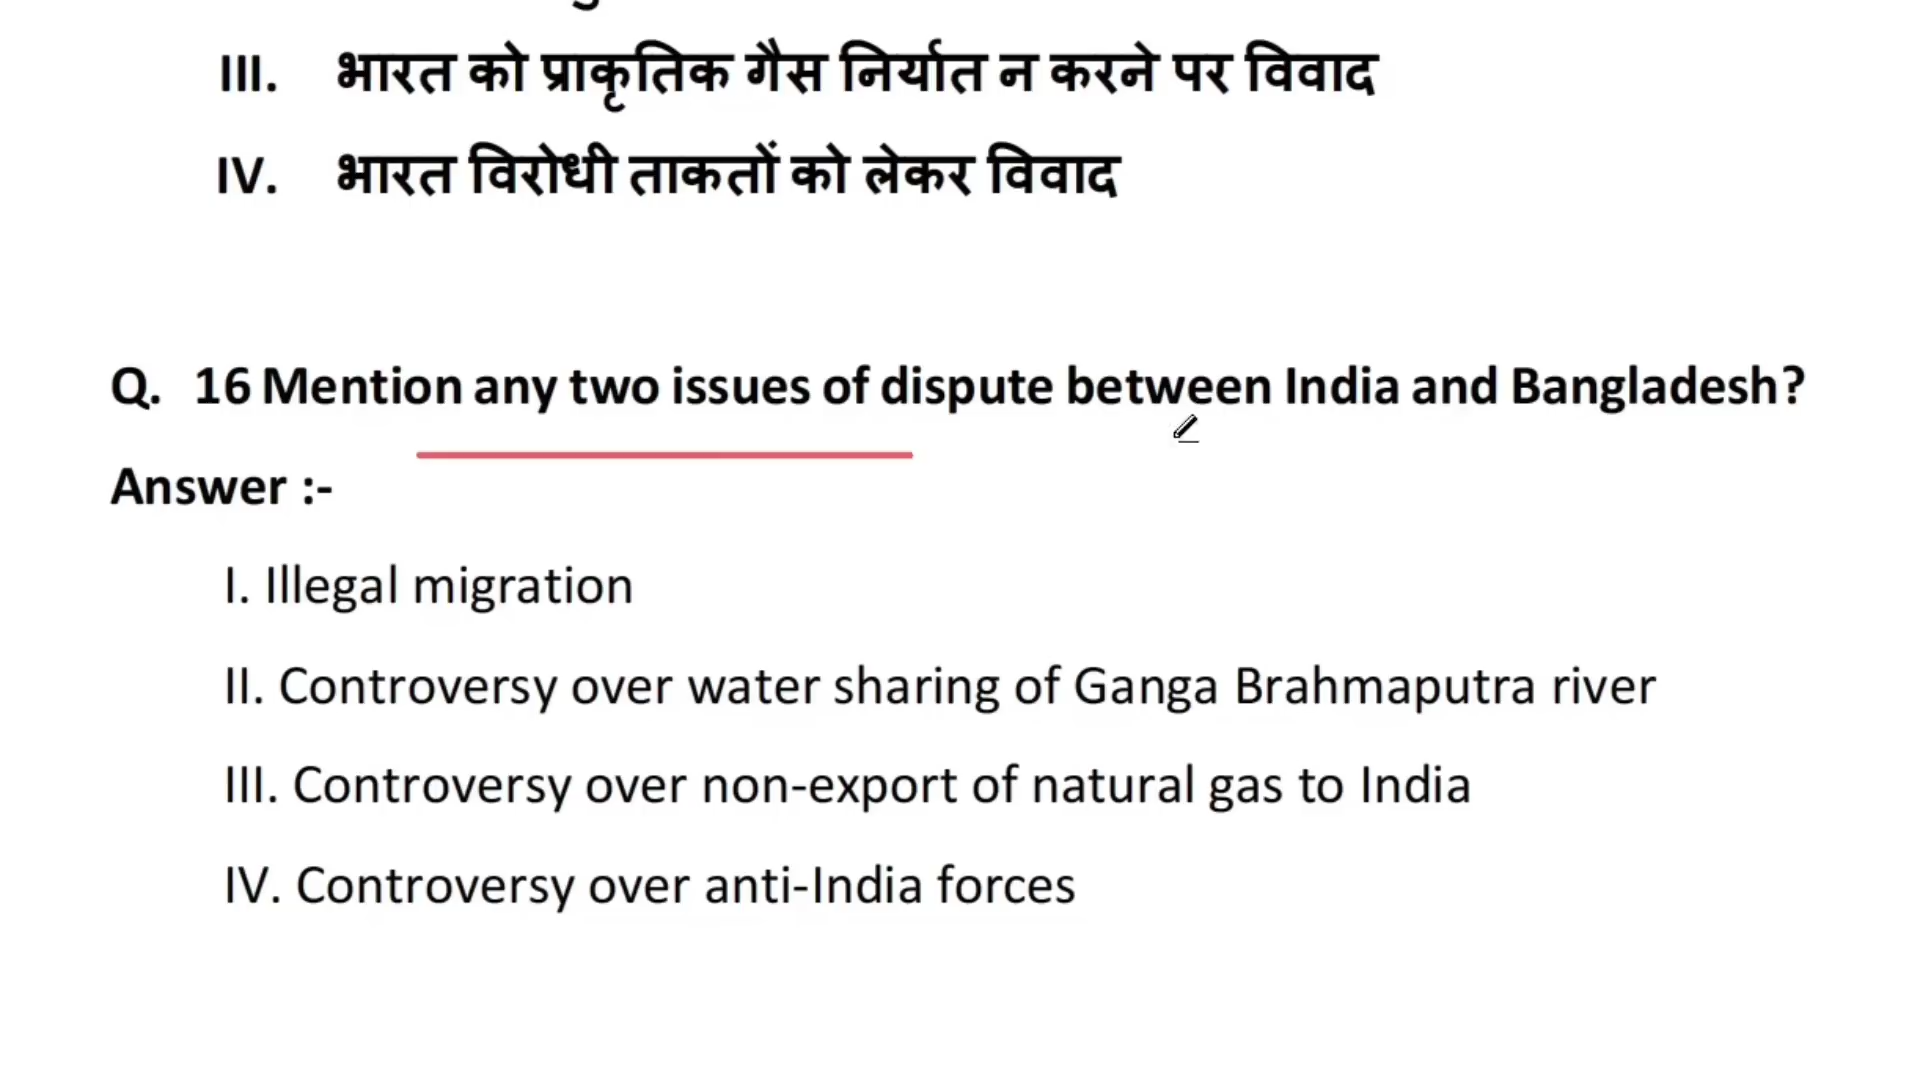 III. भारत को प्राकृतिक गैस निर्यात न करने पर विवाद
IV. भारत विरोधी ताकतों को लेकर विवाद
Q. 16 Mention any two issues of dispute between India and Bangladesh?
Answer :-
I. Illegal migration
II. Controversy over water sharing of Ganga Brahmaputra river
III. Controversy over non-export of natural gas to India
IV. Controversy over anti-India forces